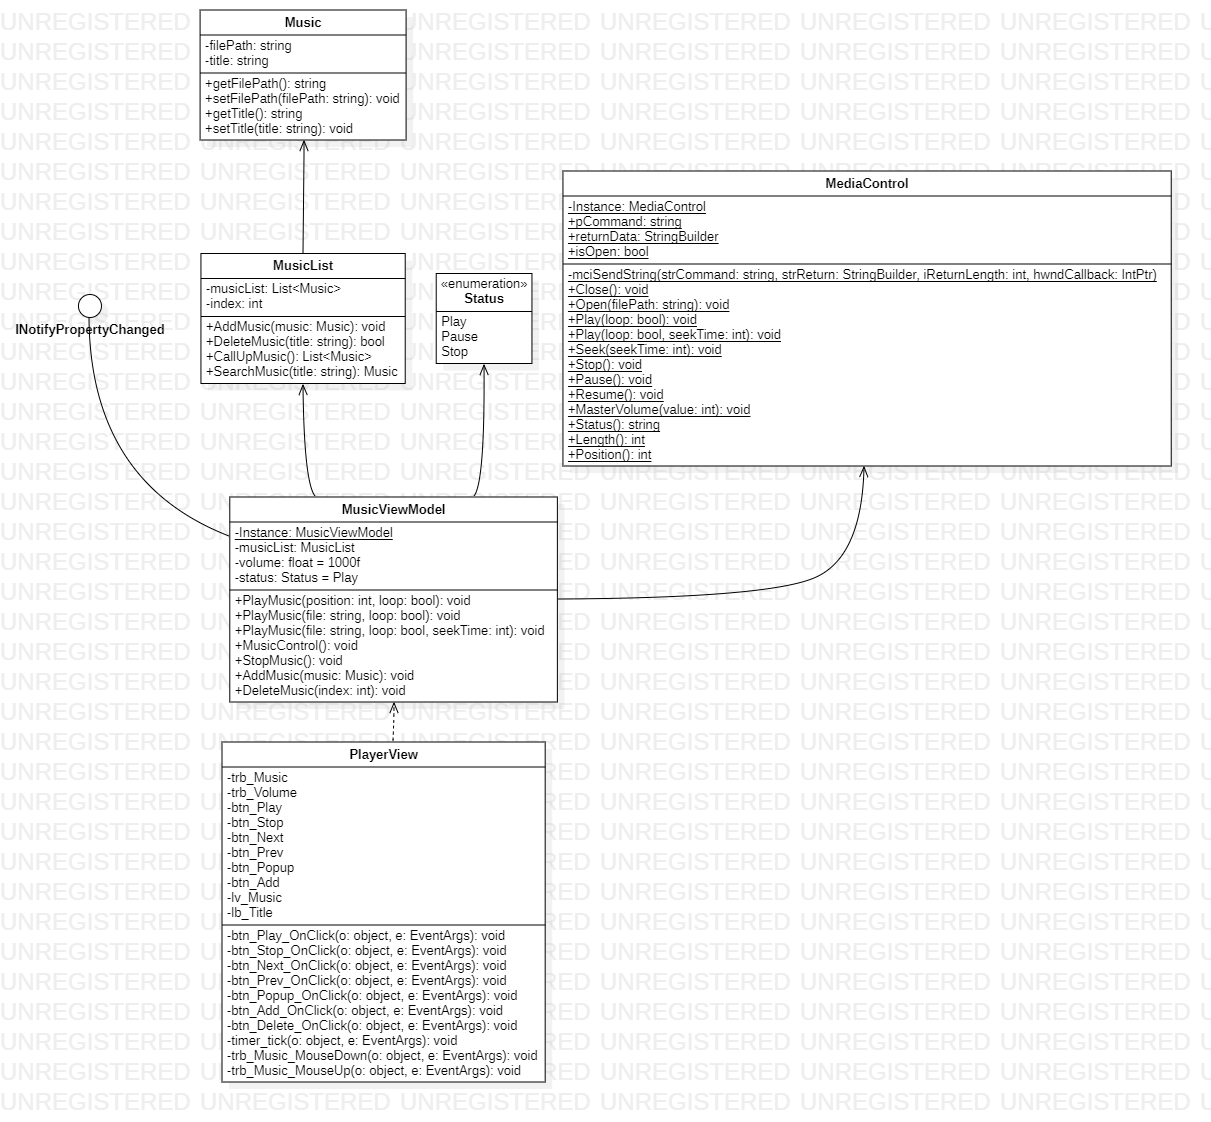 Music
-filePath: string
-title: string
+getFilePath(): string
+setFilePath(filePath: string): void
+getTitle(): string
+setTitle(title: string): void
MediaControl
-Instance: MediaControl
+pCommand: string
+returnData: StringBuilder
+isOpen: bool
-mciSendString(strCommand: string, strReturn: StringBuilder, iReturnLength: int, hwndCallback: IntPtr)
+Close(): void
+Open(filePath: string): void
+Play(loop: bool): void
+Play(loop: bool, seekTime: int): void
+Seek(seekTime: int): void
+Stop(): void
+Pause(): void
+Resume(): void
+MasterVolume(value: int): void
+Status(): string
+Length(): int
+Position(): int
MusicList
-musicList: List<Music>
-index: int
+AddMusic(music: Music): void
+DeleteMusic(title: string): bool
+CallUpMusic(): List<Music>
+SearchMusic(title: string): Music
«enumeration»
Status
Play
Pause
Stop
INotifyPropertyChanged
MusicViewModel
-Instance: MusicViewModel
-musicList: MusicList
-volume: float = 1000f
-status: Status = Play
+PlayMusic(position: int, loop: bool): void
+PlayMusic(file: string, loop: bool): void
+PlayMusic(file: string, loop: bool, seekTime: int): void
+MusicControl(): void
+StopMusic(): void
+AddMusic(music: Music): void
+DeleteMusic(index: int): void
PlayerView
-trb_Music
-trb_Volume
-btn_Play
-btn_Stop
-btn_Next
-btn_Prev
-btn_Popup
-btn_Add
-lv_Music
-lb_Title
-btn_Play_OnClick(o: object, e: EventArgs): void
-btn_Stop_OnClick(o: object, e: EventArgs): void
-btn_Next_OnClick(o: object, e: EventArgs): void
-btn_Prev_OnClick(o: object, e: EventArgs): void
-btn_Popup_OnClick(o: object, e: EventArgs): void
-btn_Add_OnClick(o: object, e: EventArgs): void
-btn_Delete_OnClick(o: object, e: EventArgs): void
-timer_tick(o: object, e: EventArgs): void
-trb_Music_MouseDown(o: object, e: EventArgs): void
-trb_Music_MouseUp(o: object, e: EventArgs): void
UNREGISTERED